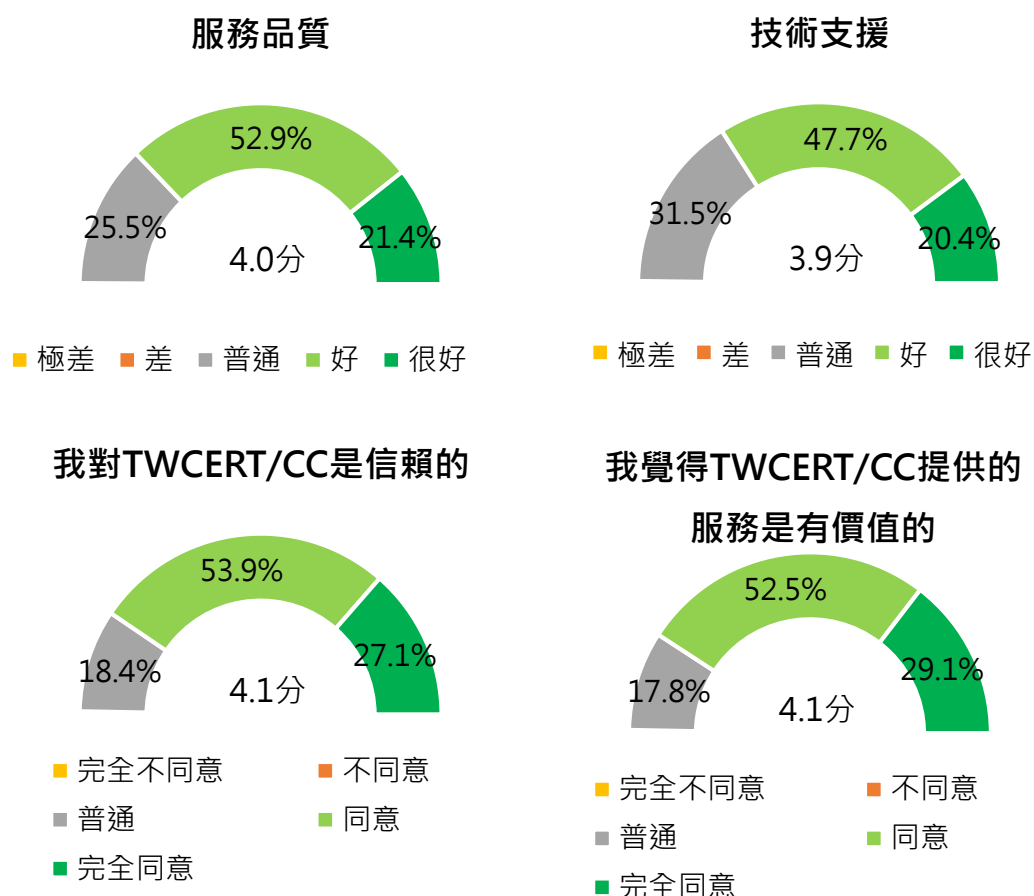 服務品質
52.9%
25.5%
21.4%
4.0分
極差 差 普通 好 很好
技術支援
47.7%
31.5%
20.4%
3.9分
極差 差 普通 好 很好
我對TWCERT/CC是信賴的
53.9%
18.4%
27.1%
4.1分
完全不同意 不同意
普通 同意
完全同意
我覺得TWCERT/CC提供的
服務是有價值的
52.5%
17.8%
29.1%
4.1分
完全不同意 不同意
普通 同意
完全同意